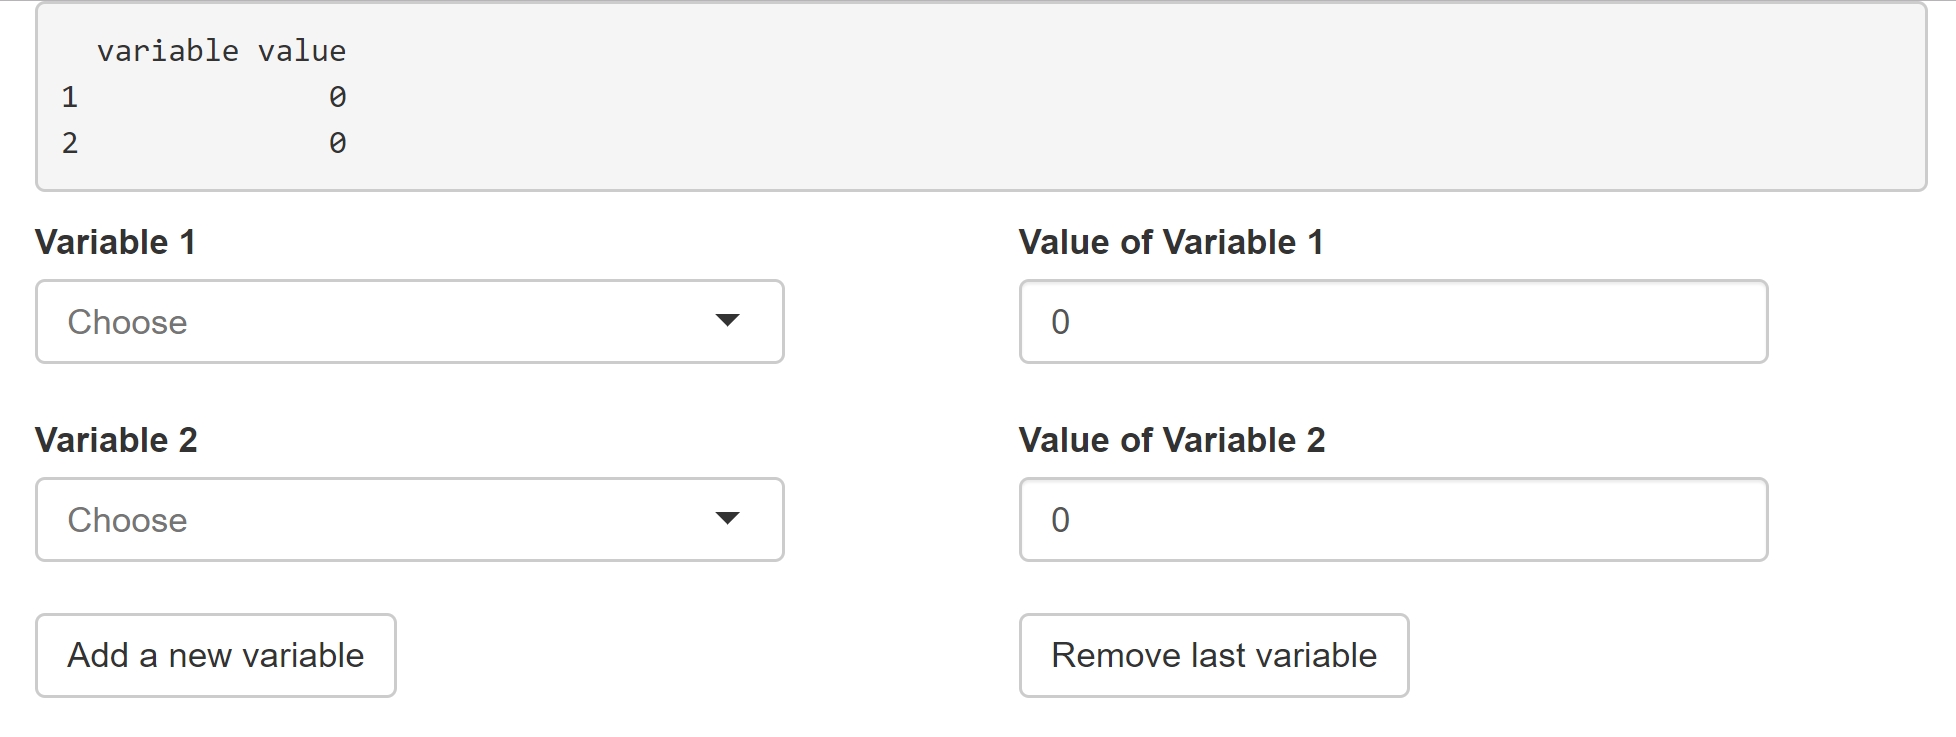 variable value
1 0
2 0
Variable 1 Value of Variable 1
Choose 0
Variable 2 Value of Variable 2
Choose 0
Add a new variable Remove last variable